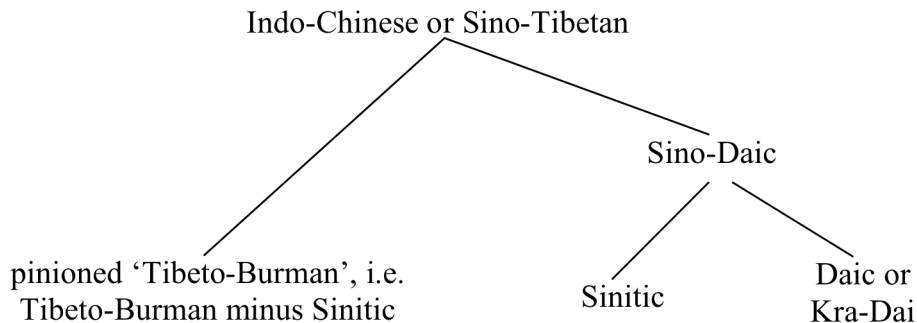 Indo-Chinese or Sino-Tibetan
Sino-Daic
pinioned ‘Tibeto-Burman’, i.e.
Tibeto-Burman minus Sinitic
Sinitic
Daic or
Kra-Dai